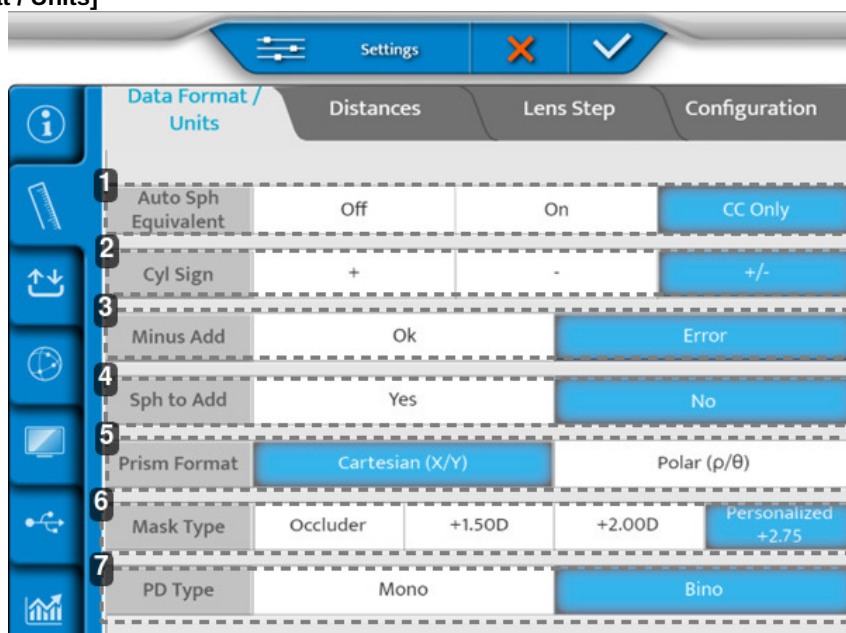 t / Units]
Settings
Data Format /
Units
Distances
Lens Step
Configuration
1
Auto Sph
Equivalent
Off
On
CC Only
2
Cyl Sign
+
-
+/-
3
Minus Add
Ok
Error
4
Sph to Add
Yes
No
5
Prism Format
Cartesian (X/Y)
Polar (ρ/θ)
6
Mask Type
Occluder
+1.50D
+2.00D
Personalized
+2.75
7
PD Type
Mono
Bino